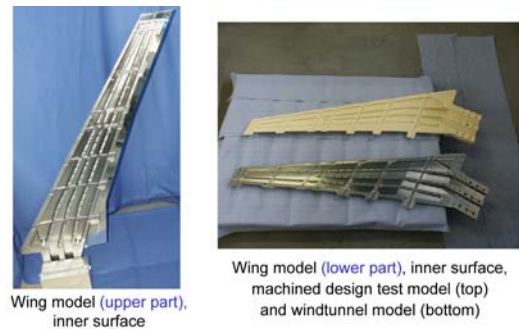 Wing model (upper part),
inner surface
Wing model (lower part), inner surface,
machined design test model (top)
and windtunnel model (bottom)